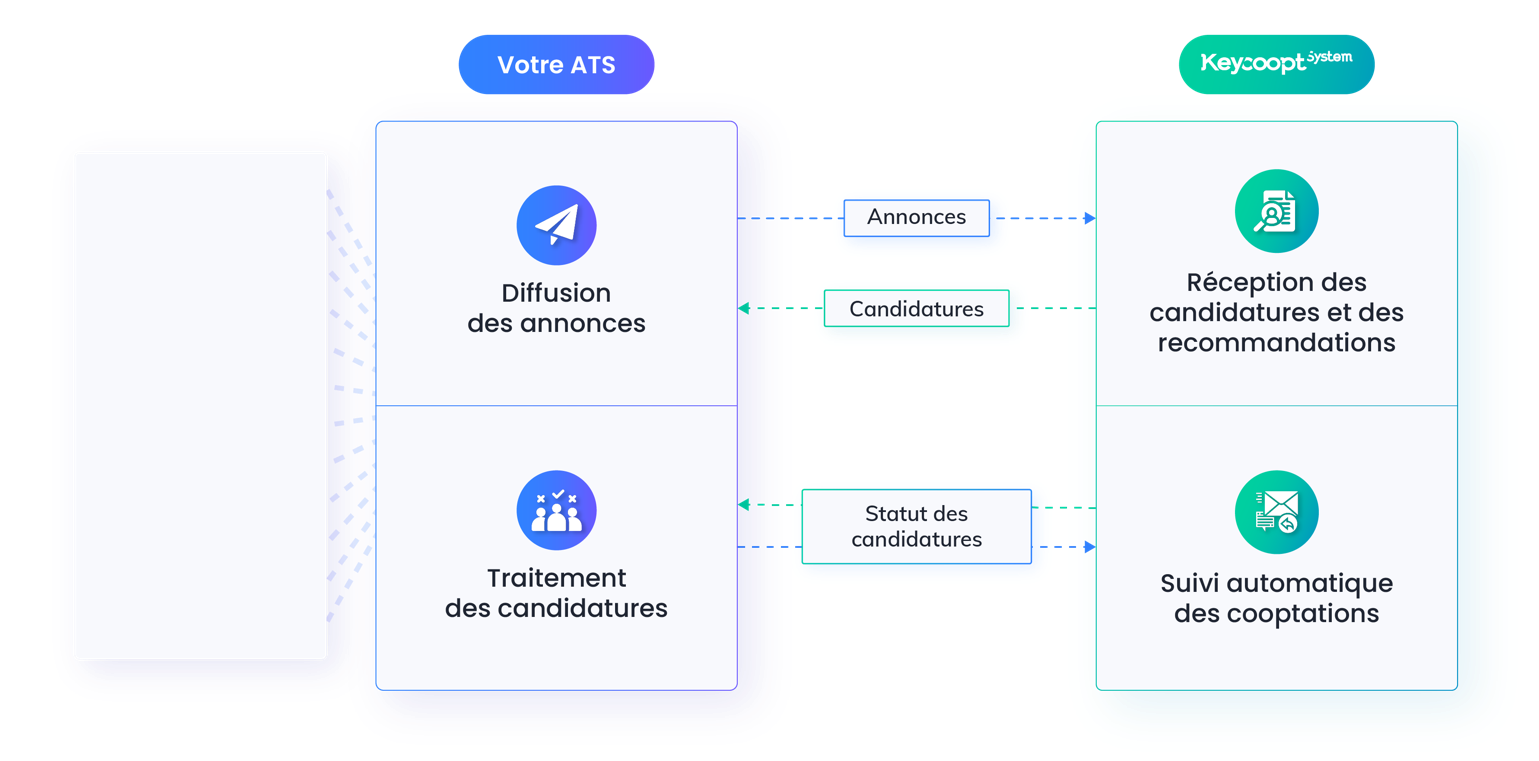 Votre ATS
Keycoopt System
Diffusion
des annonces
Annonces
Candidatures
Réception des
candidatures et des
recommandations
Traitement
des candidatures
Statut des
candidatures
Suivi automatique
des cooptations